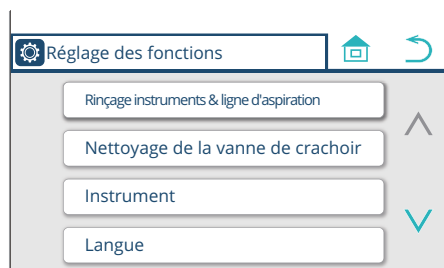 Réglage des fonctions
Rinçage instruments & ligne d'aspiration
Nettoyage de la vanne de crachoir
Instrument
Langue